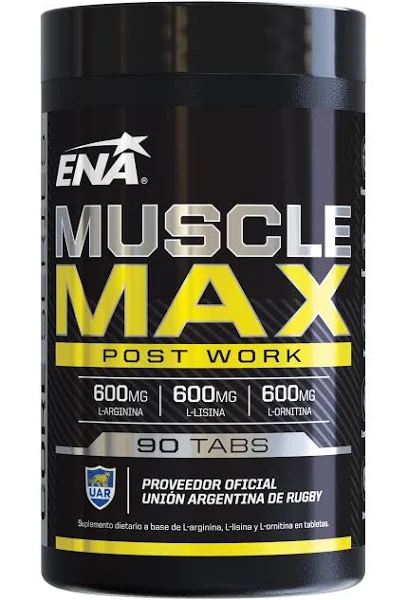 ENA®
MUSCLE
MAX
POST WORK
600MG 600MG 600MG
L-ARGININA L-LISINA L-ORNITINA
90 TABS
UAR
PROVEEDOR OFICIAL
UNIÓN ARGENTINA DE RUGBY
Suplemento dietario a base de L-arginina, L-lisina y L-ornitina en tabletas.